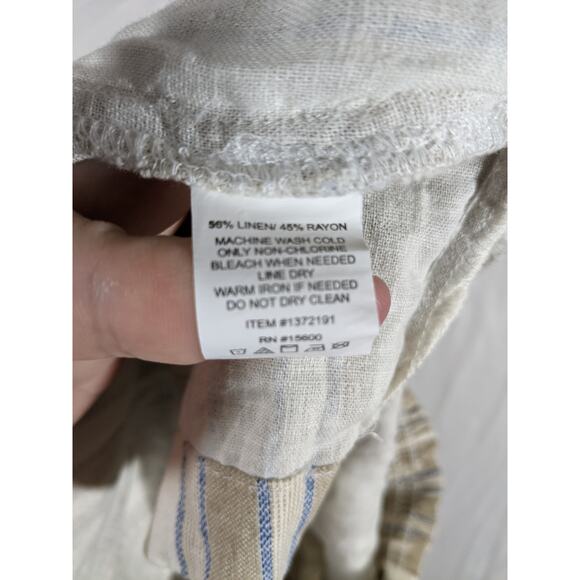 56% LINEN/ 45% RAYON
MACHINE WASH COLD
ONLY NON-CHLORINE
BLEACH WHEN NEEDED
LINE DRY
WARM IRON IF NEEDED
DO NOT DRY CLEAN
ITEM #1372191
RN #15600